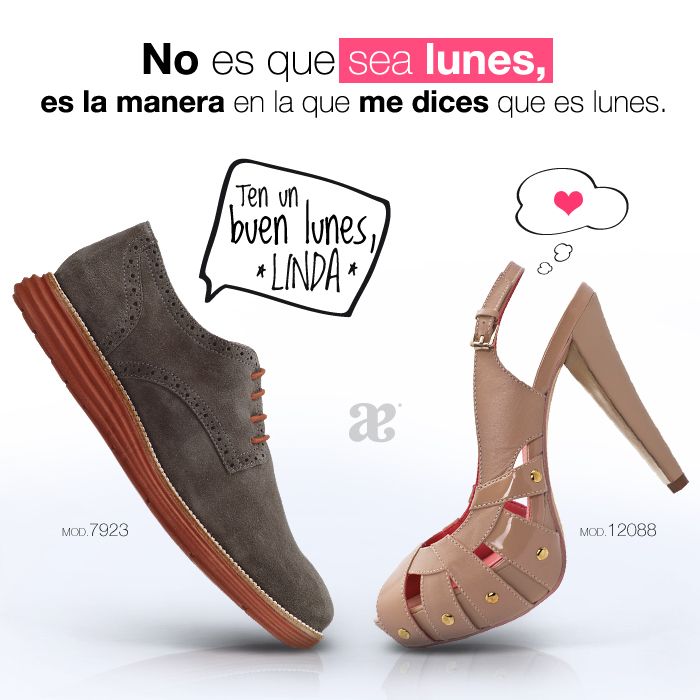 No es que sea lunes,
es la manera en la que me dices que es lunes.
Ten un
buen lunes,
*LINDA*
æ
MOD.7923
MOD.12088